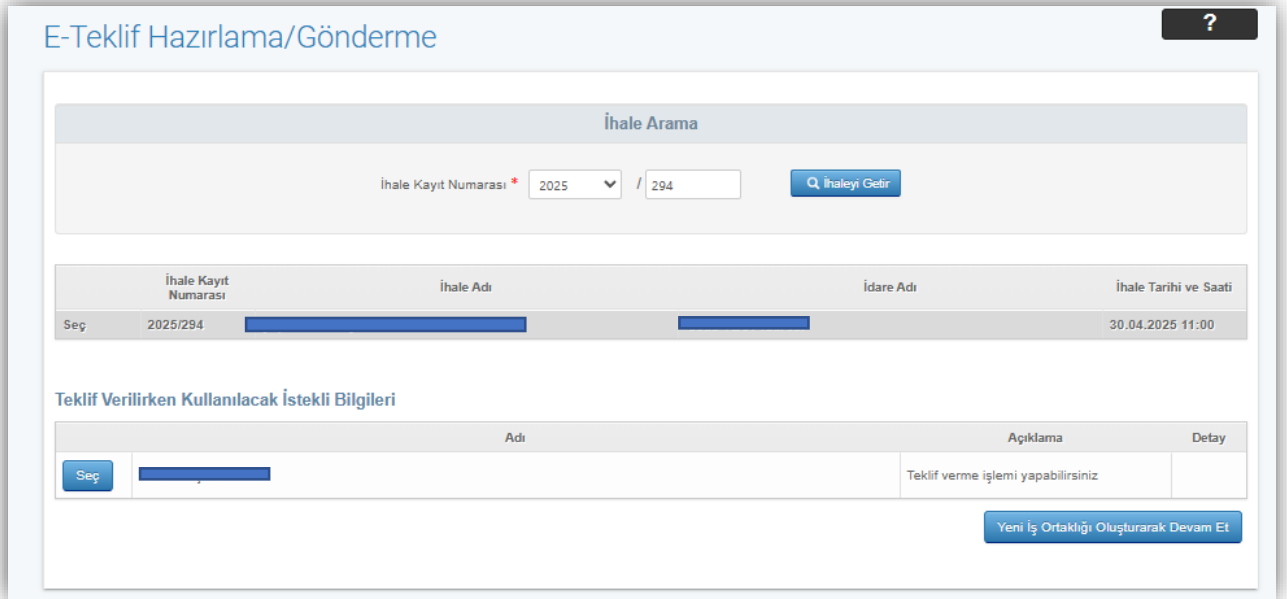 ?
E-Teklif Hazırlama/Gönderme
İhale Arama
İhale Kayıt Numarası * 2025 / 294 İhaleyi Getir
İhale Kayıt
Numarası İhale Adı İdare Adı İhale Tarihi ve Saati
Seç 2025/294 30.04.2025 11:00
Teklif Verilirken Kullanılacak İstekli Bilgileri
Adı Açıklama Detay
Seç Teklif verme işlemi yapabilirsiniz
Yeni İş Ortaklığı Oluşturarak Devam Et